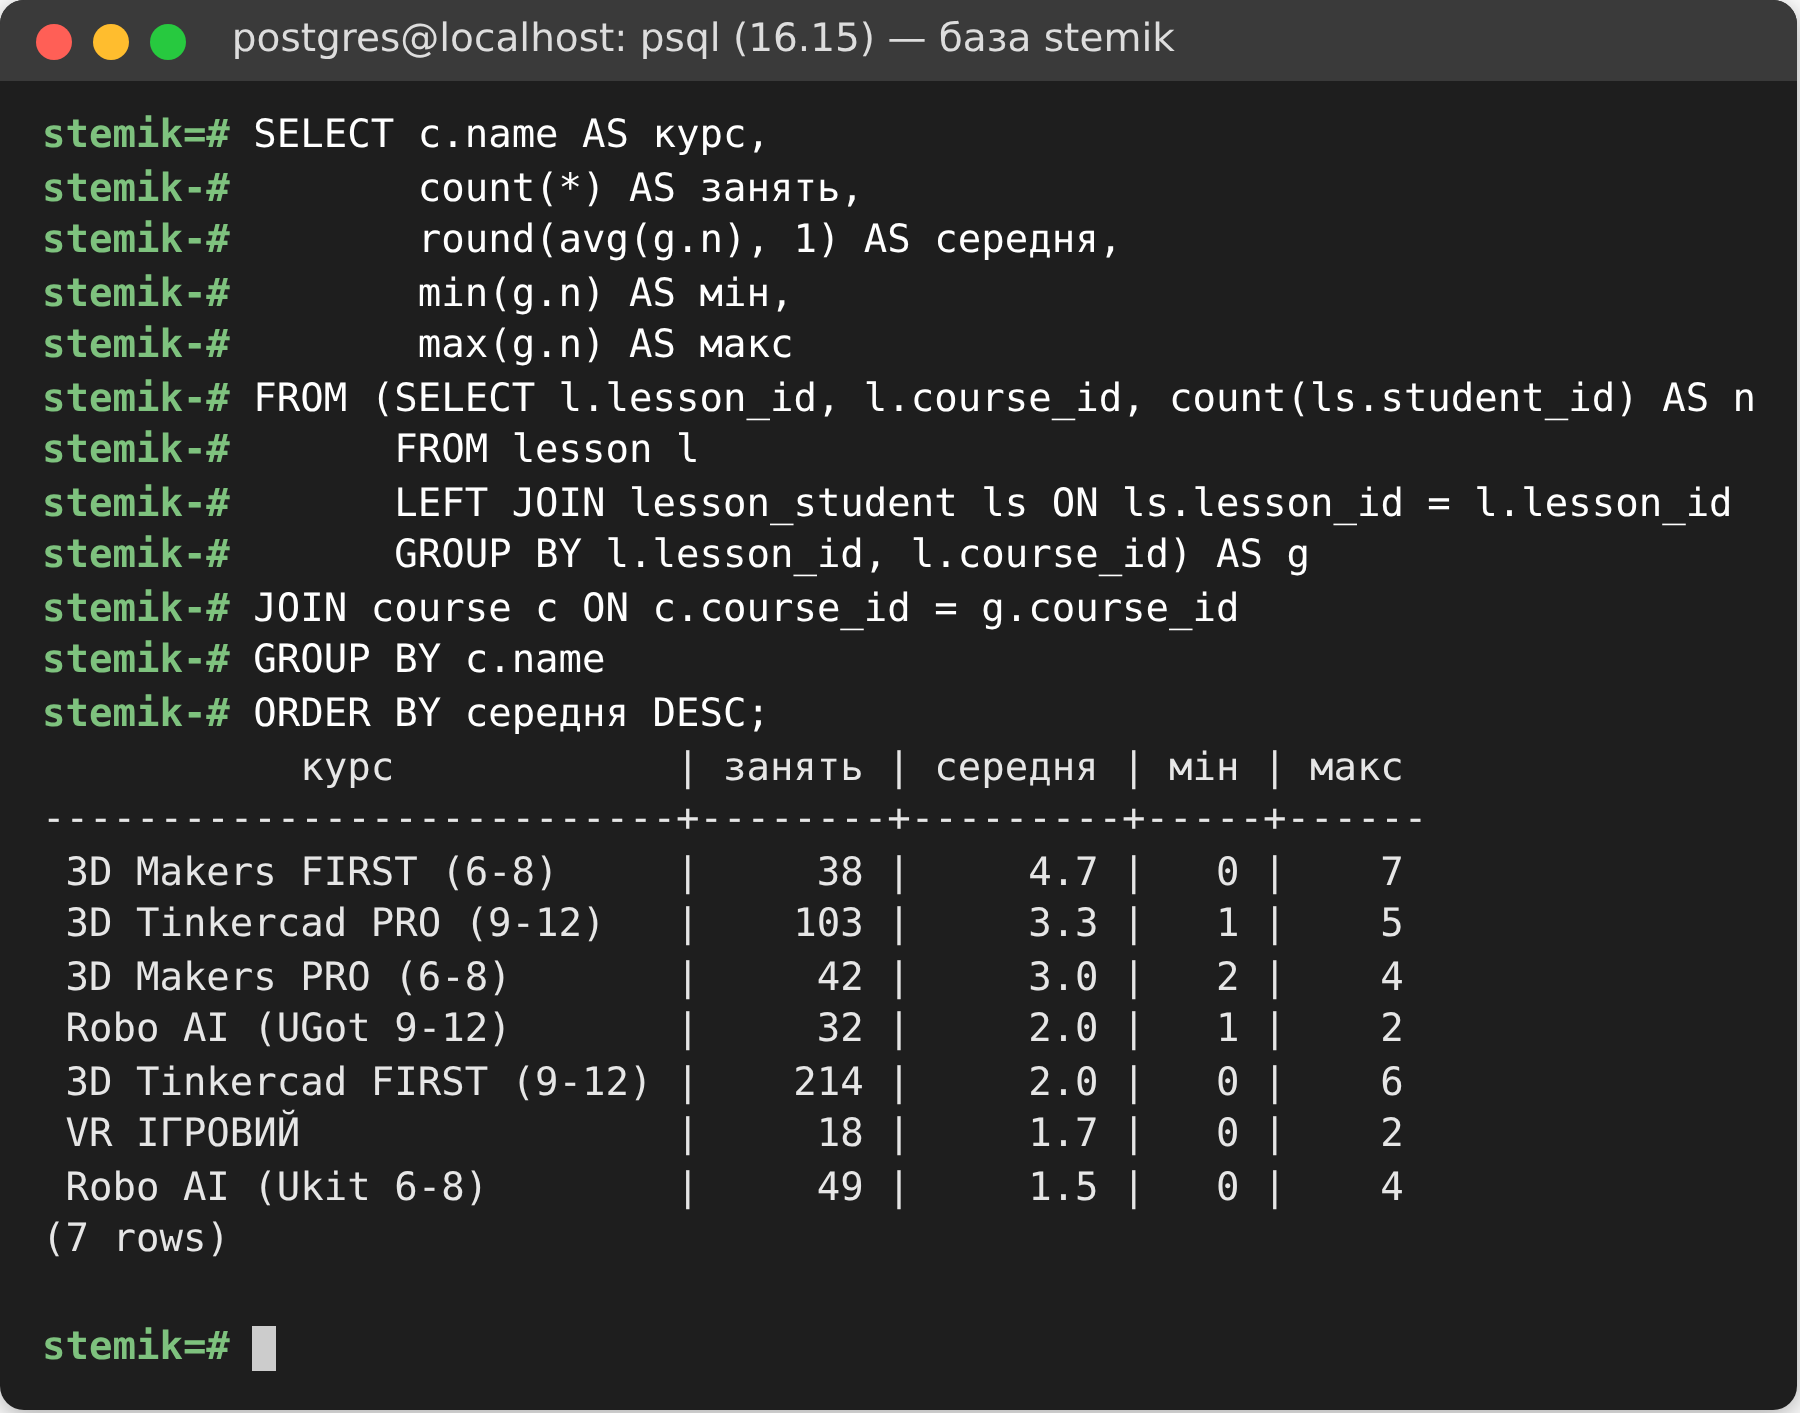 postgres@localhost: psql (16.15) — база stemik
stemik=# SELECT c.name AS курс,
stemik-#        count(*) AS занять,
stemik-#        round(avg(g.n), 1) AS середня,
stemik-#        min(g.n) AS мін,
stemik-#        max(g.n) AS макс
stemik-# FROM (SELECT l.lesson_id, l.course_id, count(ls.student_id) AS n
stemik-#       FROM lesson l
stemik-#       LEFT JOIN lesson_student ls ON ls.lesson_id = l.lesson_id
stemik-#       GROUP BY l.lesson_id, l.course_id) AS g
stemik-# JOIN course c ON c.course_id = g.course_id
stemik-# GROUP BY c.name
stemik-# ORDER BY середня DESC;
           курс            | занять | середня | мін | макс
---------------------------+--------+---------+-----+------
 3D Makers FIRST (6-8)     |     38 |     4.7 |   0 |    7
 3D Tinkercad PRO (9-12)   |    103 |     3.3 |   1 |    5
 3D Makers PRO (6-8)       |     42 |     3.0 |   2 |    4
 Robo AI (UGot 9-12)       |     32 |     2.0 |   1 |    2
 3D Tinkercad FIRST (9-12) |    214 |     2.0 |   0 |    6
 VR ІГРОВИЙ                |     18 |     1.7 |   0 |    2
 Robo AI (Ukit 6-8)        |     49 |     1.5 |   0 |    4
(7 rows)
stemik=#